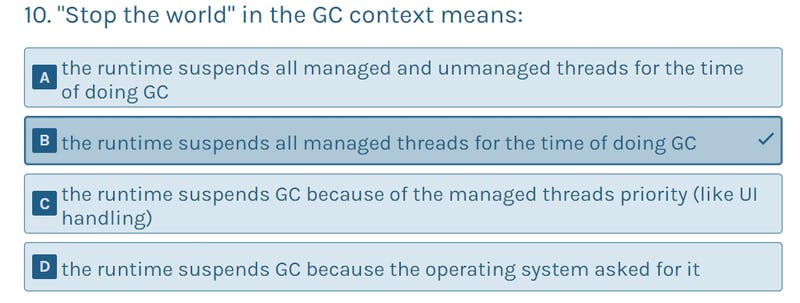 10. "Stop the world" in the GC context means:
A the runtime suspends all managed and unmanaged threads for the time
of doing GC
B the runtime suspends all managed threads for the time of doing GC
C the runtime suspends GC because of the managed threads priority (like UI
handling)
D the runtime suspends GC because the operating system asked for it